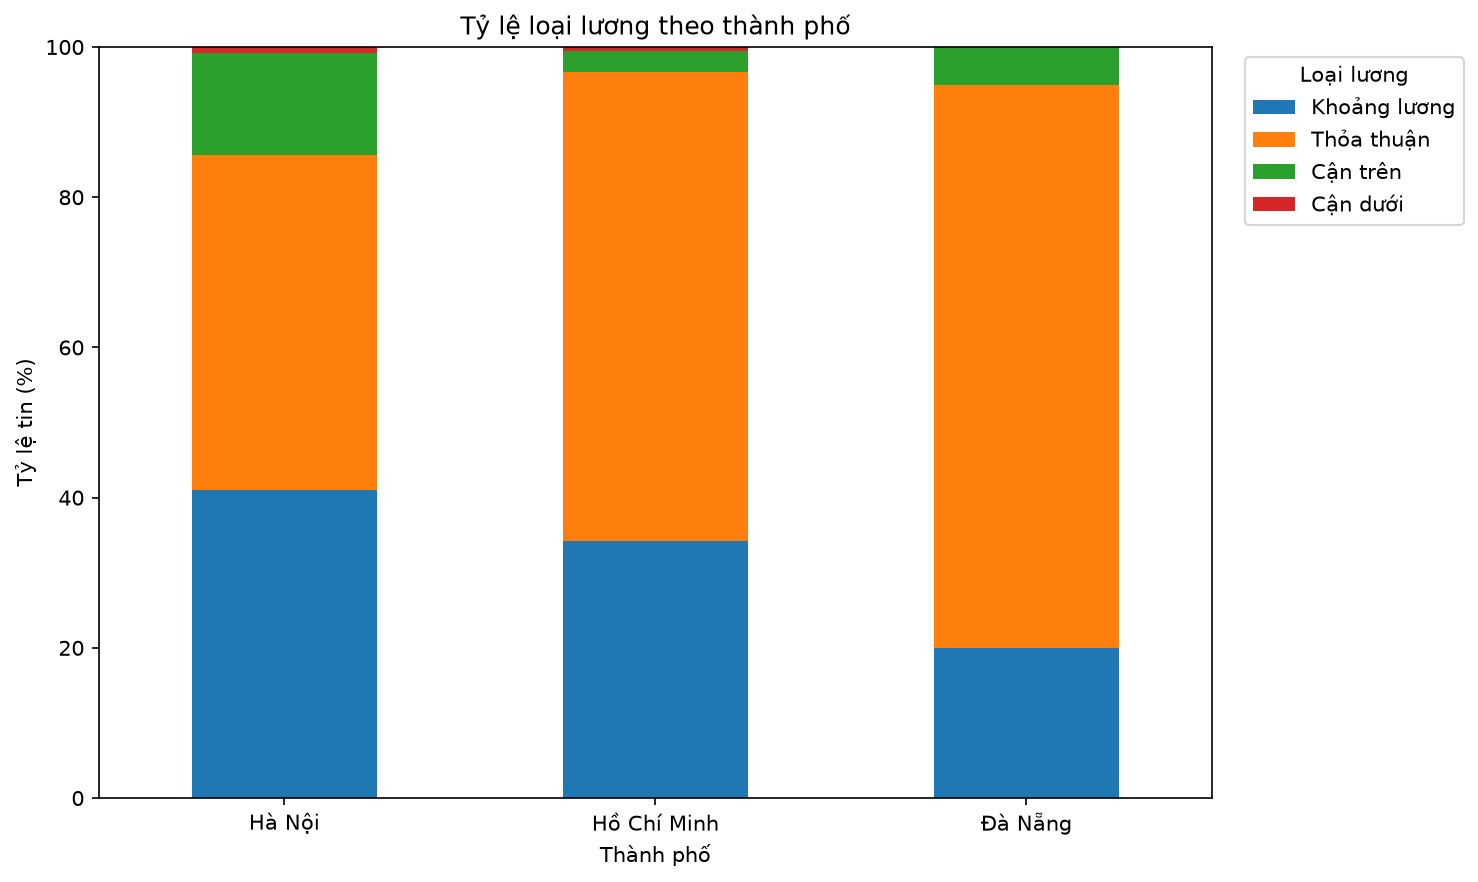 Tỷ lệ loại lương theo thành phố
Tỷ lệ tin (%)
100
80
60
40
20
0
Hà Nội
Hồ Chí Minh
Đà Nẵng
Thành phố
Loại lương
Khoảng lương
Thỏa thuận
Cận trên
Cận dưới